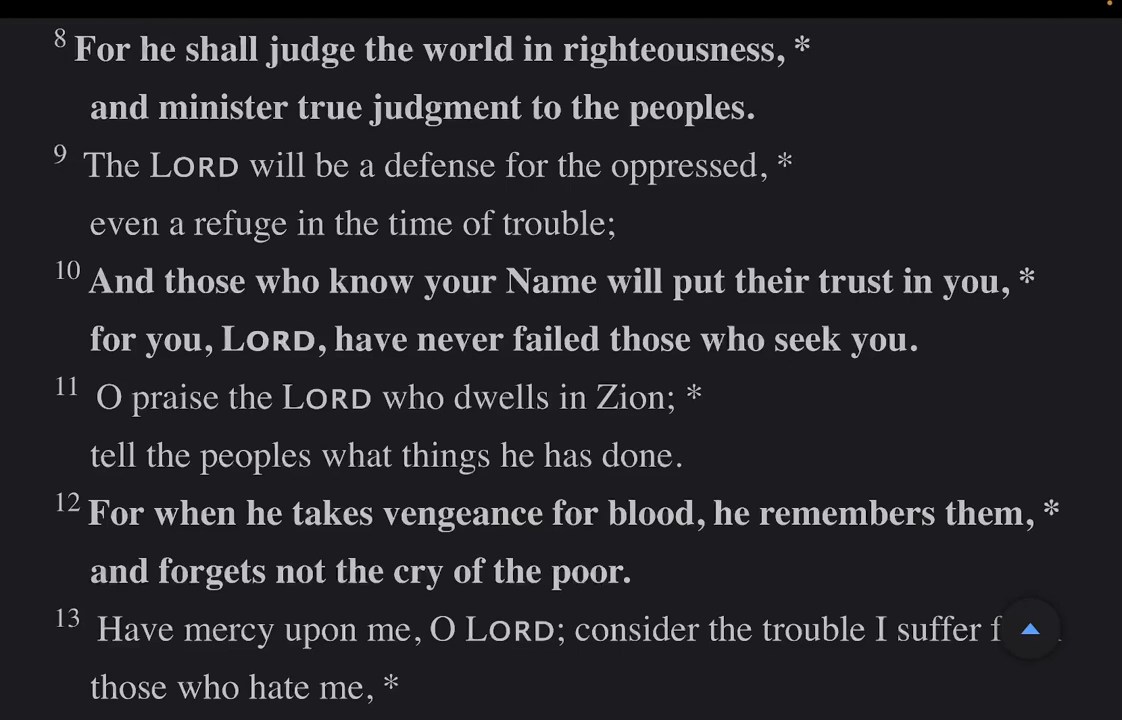 8 For he shall judge the world in righteousness, *
and minister true judgment to the peoples.
9 The LORD will be a defense for the oppressed, *
even a refuge in the time of trouble;
10 And those who know your Name will put their trust in you, *
for you, LORD, have never failed those who seek you.
11 O praise the LORD who dwells in Zion; *
tell the peoples what things he has done.
12 For when he takes vengeance for blood, he remembers them, *
and forgets not the cry of the poor.
13 Have mercy upon me, O LORD; consider the trouble I suffer
those who hate me, *